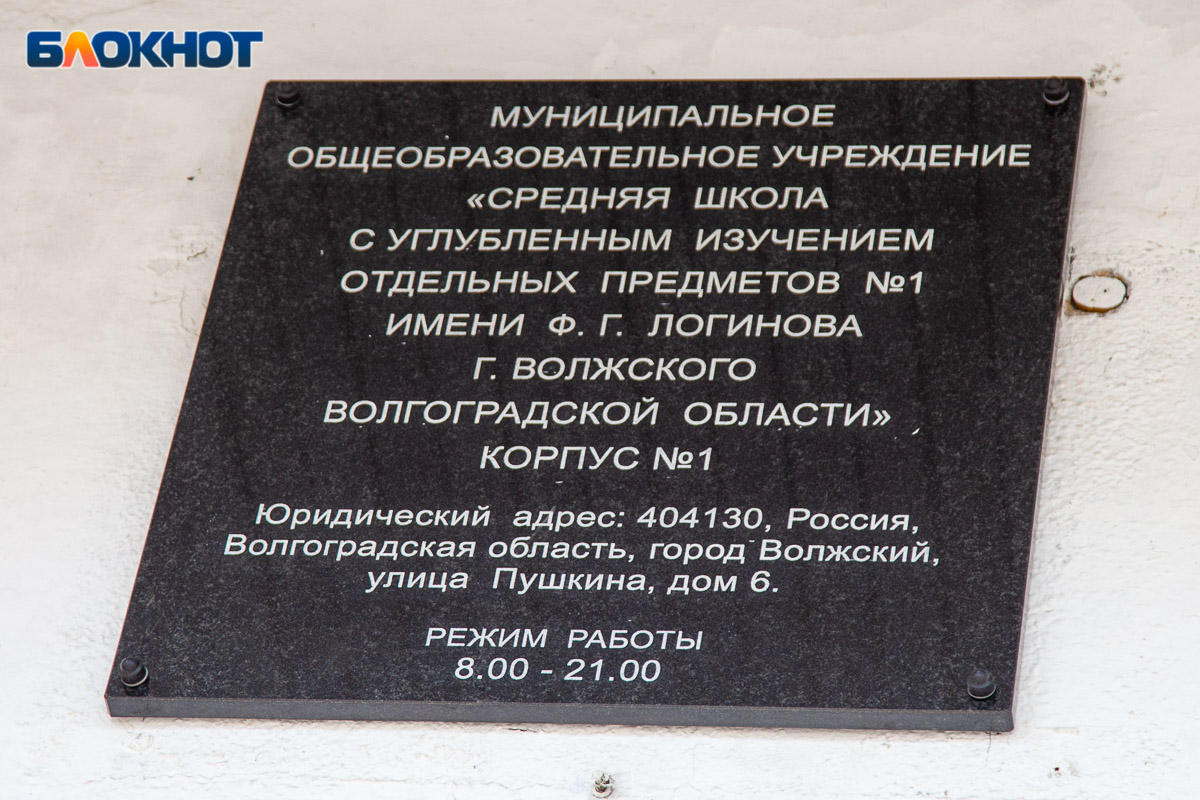 БЛОКНОТ
МУНИЦИПАЛЬНОЕ
ОБЩЕОБРАЗОВАТЕЛЬНОЕ УЧРЕЖДЕНИЕ
«СРЕДНЯЯ ШКОЛА
С УГЛУБЛЕННЫМ ИЗУЧЕНИЕМ
ОТДЕЛЬНЫХ ПРЕДМЕТОВ №1
ИМЕНИ Ф. Г. ЛОГИНОВА
Г. ВОЛЖСКОГО
ВОЛГОГРАДСКОЙ ОБЛАСТИ»
КОРПУС №1
Юридический адрес: 404130, Россия,
Волгоградская область, город Волжский,
улица Пушкина, дом 6.
РЕЖИМ РАБОТЫ
8.00 - 21.00